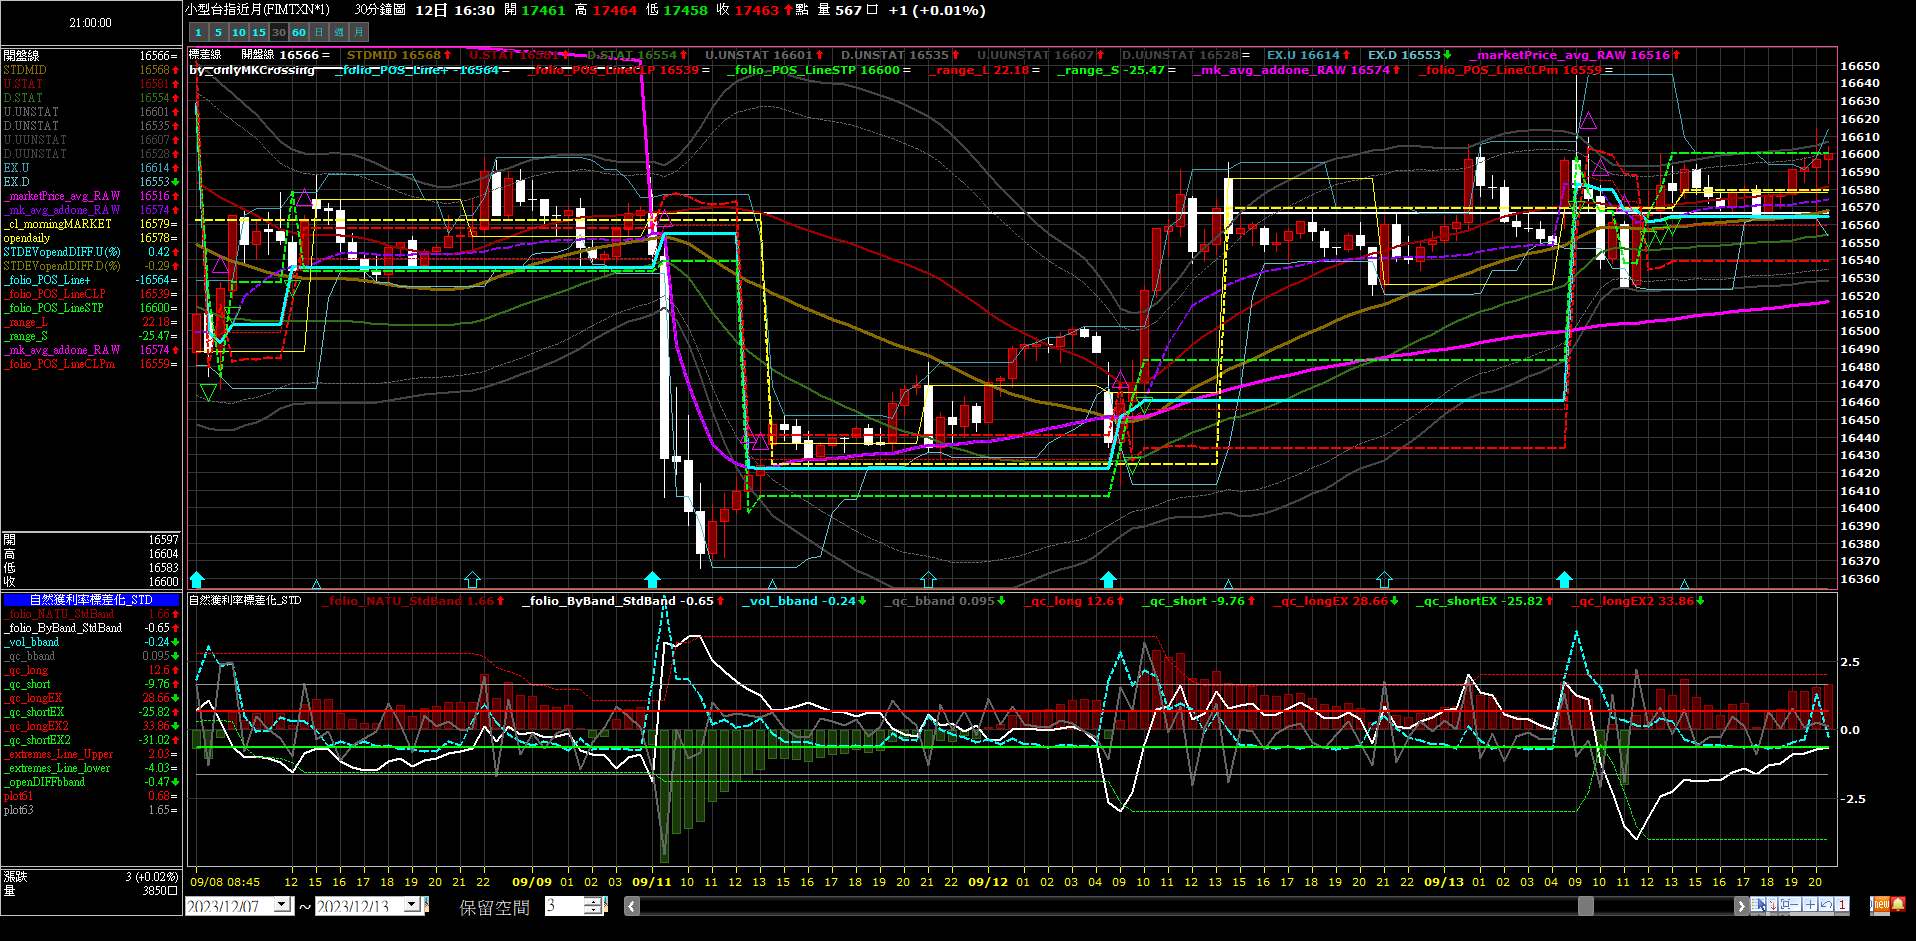 小型台指近月(FIMTXN*1) 30分鐘圖 12日 16:30 開 17461 高 17464 低 17458 收 17463 點 量 567口 +1 (+0.01%)
21:00:00
1 5 10 15 30 60 日 週 月
標差線 開盤線 16566 = STDMID 16568 U.STAT 16581 D.STAT 16554 U.UNSTAT 16601 D.UNSTAT 16535 U.UUNSTAT 16607 D.UUNSTAT 16528 = EX.U 16614 EX.D 16553 _marketPrice_avg_RAW 16516
by_onlyMKCrossing _folio_POS_Line+ -16564 = _folio_POS_LineCLP 16539 = _folio_POS_LineSTP 16600 = _range_L 22.18 = _range_S -25.47 = _mk_avg_addone_RAW 16574 _folio_POS_LineCLPm 16559 =
開盤線 16566=
STDMID 16568
U.STAT 16581
D.STAT 16554
U.UNSTAT 16601
D.UNSTAT 16535
U.UUNSTAT 16607
D.UUNSTAT 16528
EX.U 16614
EX.D 16553
_marketPrice_avg_RAW 16516
_mk_avg_addona_RAW 16574
_cl_morningMARKET 16579=
opendaily 16578=
STDEVopendDIFF.U(%) 0.42
STDEVopendDIFF.D(%) -0.29
_folio_POS_Line+ -16564=
_folio_POS_LineCLP 16539=
_folio_POS_LineSTP 16600=
_range_L 22.18=
_range_S -25.47=
_mk_avg_addone_RAW 16574
_folio_POS_LineCLPm 16559=
開 16597
高 16604
低 16583
收 16600
16650
16640
16630
16620
16610
16600
16590
16580
16570
16560
16550
16540
16530
16520
16510
16500
16490
16480
16470
16460
16450
16440
16430
16420
16410
16400
16390
16380
16370
16360
自然獲利率標差化_STD
_folio_NATU_StdBand 1.66
_folio_ByBand_StdBand -0.65
_vol_bband -0.24
_qc_bband 0.095
_qc_long 12.6
_qc_short -9.76
_qc_longEX 28.66
_qc_shortEX -25.82
_qc_longEX2 33.86
_qc_shortEX2 -31.02
_extremes_Line_Upper 2.03=
_extremes_Line_lower -4.03=
_openDIFFbband -0.47
plot61 0.68=
plot63 1.65=
自然獲利率標差化_STD _folio_NATU_StdBand 1.66 _folio_ByBand_StdBand -0.65 _vol_bband -0.24 _qc_bband 0.095 _qc_long 12.6 _qc_short -9.76 _qc_longEX 28.66 _qc_shortEX -25.82 _qc_longEX2 33.86
2.5
0.0
-2.5
漲跌 3 (+0.02%)
量 3850口
09/08 08:45 12 15 16 17 18 19 20 21 22 09/09 01 02 03 09/11 10 11 12 13 15 16 17 18 19 20 21 22 09/12 01 02 03 04 09 10 11 12 13 15 16 17 18 19 20 21 22 09/13 01 02 03 04 09 10 11 12 13 15 16 17 18 19 20
2023/12/07 ~ 2023/12/13 保留空間 3
1 new